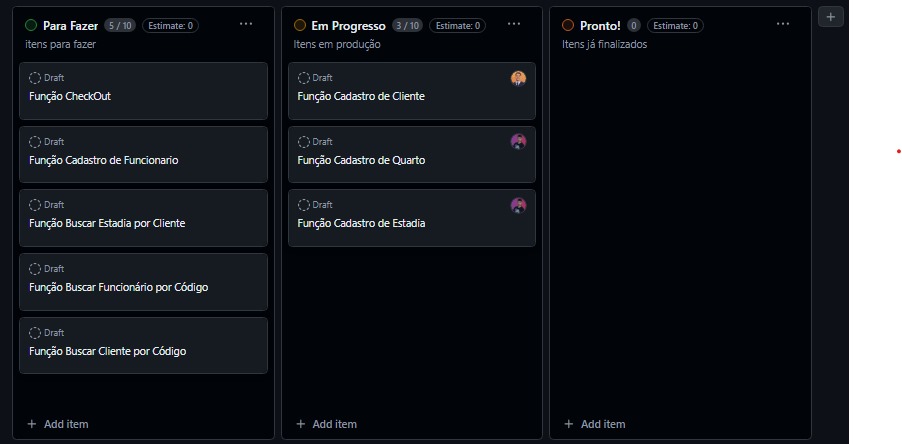 Para Fazer 5 / 10 Estimate: 0 ...
itens para fazer
Draft
Função CheckOut
Draft
Função Cadastro de Funcionario
Draft
Função Buscar Estadia por Cliente
Draft
Função Buscar Funcionário por Código
Draft
Função Buscar Cliente por Código
+ Add item
Em Progresso 3 / 10 Estimate: 0 ...
Itens em produção
Draft
Função Cadastro de Cliente
Draft
Função Cadastro de Quarto
Draft
Função Cadastro de Estadia
+ Add item
Pronto! 0 Estimate: 0 ...
Itens já finalizados
+ Add item
+